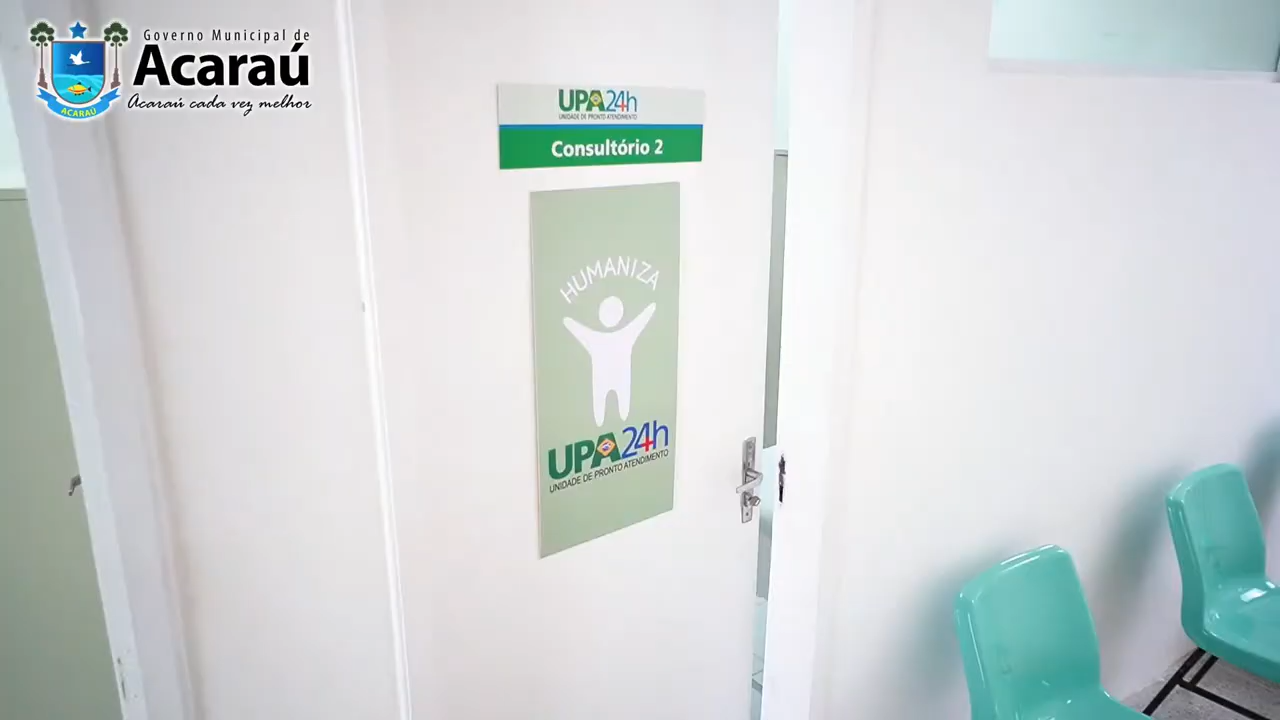 Governo Municipal de
Acaraú
Acaraú cada vez melhor
ACARAÚ
UPA24h
UNIDADE DE PRONTO ATENDIMENTO
Consultório 2
HUMANIZA
UPA24h
UNIDADE DE PRONTO ATENDIMENTO